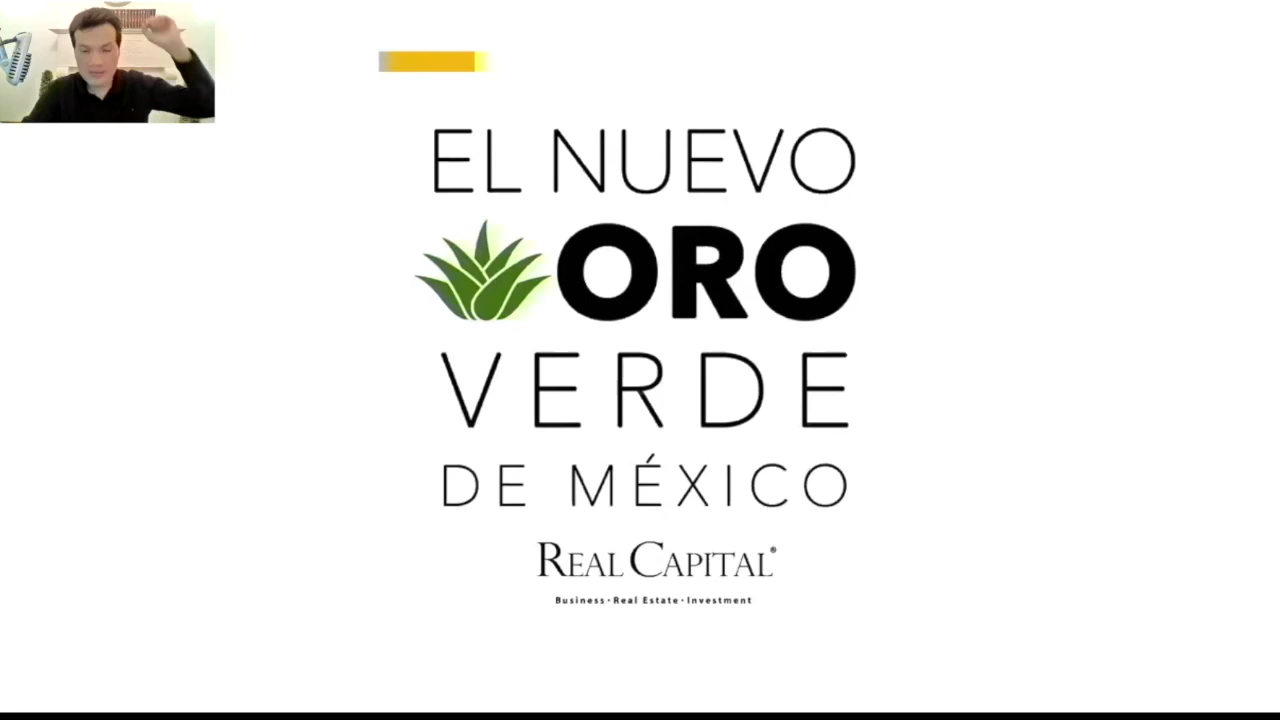 EL NUEVO
ORO
VERDE
DE MÉXICO
REAL CAPITAL®
Business · Real Estate · Investment